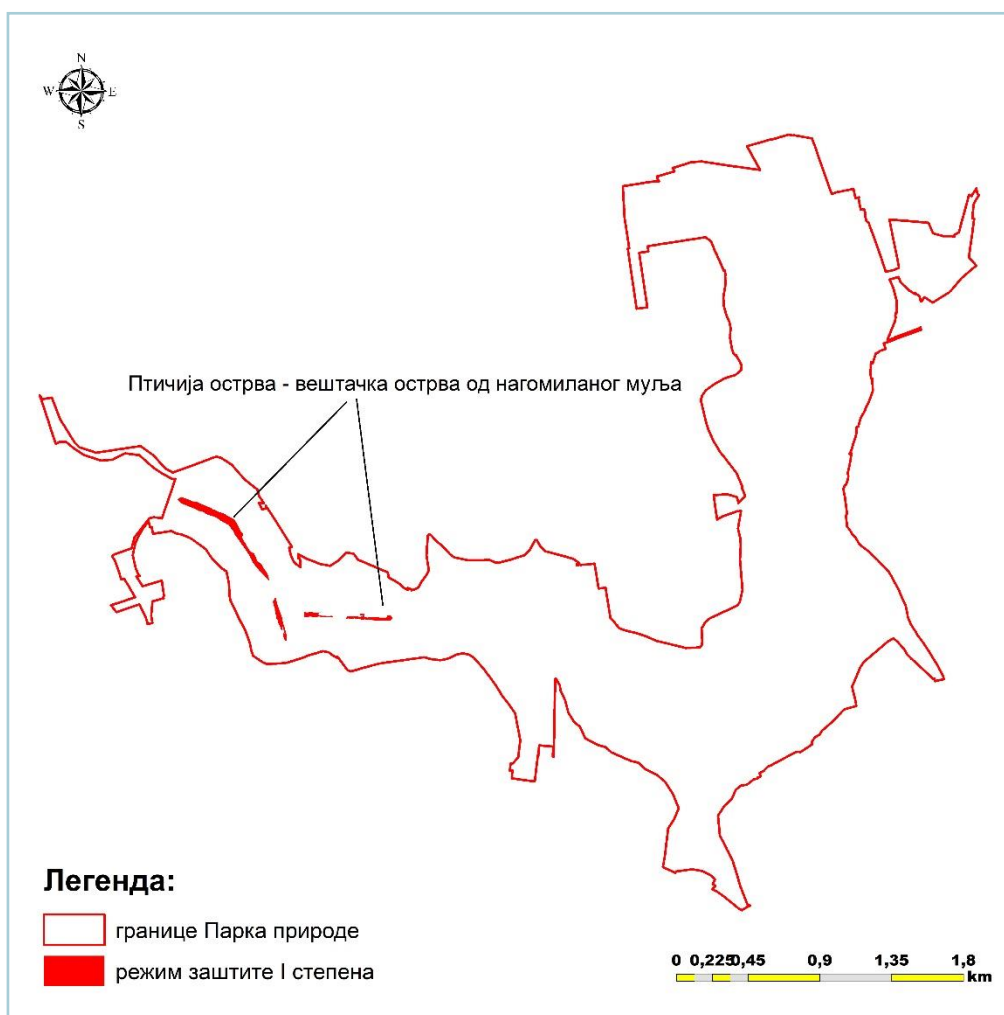 N
W E
S
Птичија острва - вештачка острва од нагомиланог муља
Легенда:
границе Парка природе
режим заштите I степена
0 0,225 0,45 0,9 1,35 1,8
km